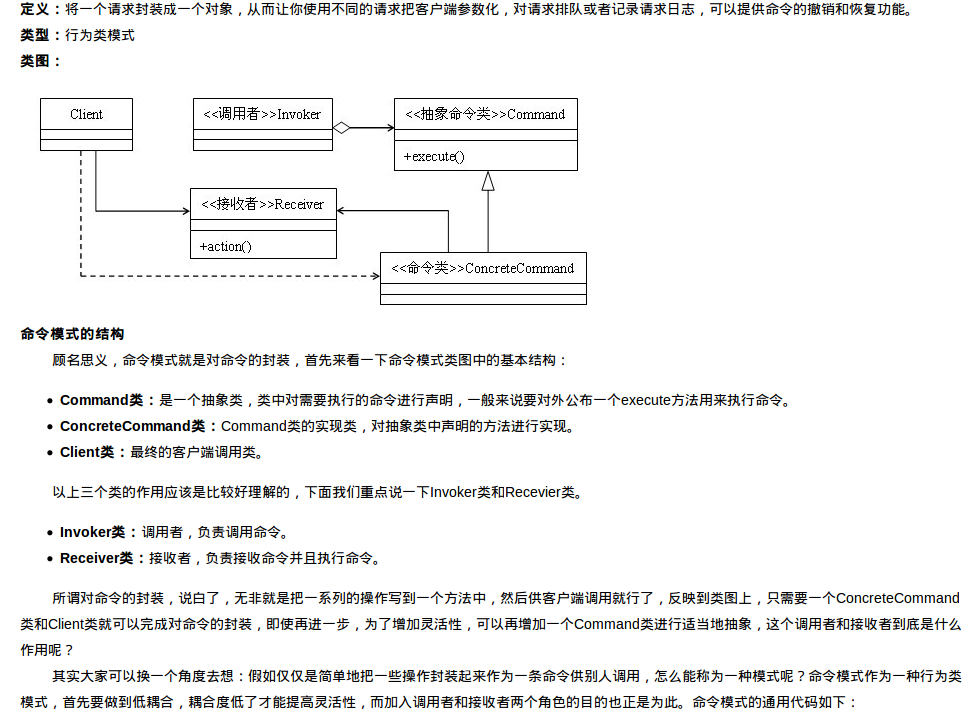 定义：将一个请求封装成一个对象，从而让你使用不同的请求把客户端参数化，对请求排队或者记录请求日志，可以提供命令的撤销和恢复功能。
类型：行为类模式
类图：
Client
<<调用者>>Invoker
<<抽象命令类>>Command
+execute()
<<接收者>>Receiver
+action()
<<命令类>>ConcreteCommand
命令模式的结构
顾名思义，命令模式就是对命令的封装，首先来看一下命令模式类图中的基本结构：
• Command类：是一个抽象类，类中对需要执行的命令进行声明，一般来说要对外公布一个execute方法用来执行命令。
• ConcreteCommand类：Command类的实现类，对抽象类中声明的方法进行实现。
• Client类：最终的客户端调用类。
以上三个类的作用应该是比较好理解的，下面我们重点说一下Invoker类和Recevier类。
• Invoker类：调用者，负责调用命令。
• Receiver类：接收者，负责接收命令并且执行命令。
所谓对命令的封装，说白了，无非就是把一系列的操作写到一个方法中，然后供客户端调用就行了，反映到类图上，只需要一个ConcreteCommand
类和Client类就可以完成对命令的封装，即使再进一步，为了增加灵活性，可以再增加一个Command类进行适当地抽象，这个调用者和接收者到底是什么
作用呢？
其实大家可以换一个角度去想：假如仅仅是简单地把一些操作封装起来作为一条命令供别人调用，怎么能称为一种模式呢？命令模式作为一种行为类
模式，首先要做到低耦合，耦合度低了才能提高灵活性，而加入调用者和接收者两个角色的目的也正是为此。命令模式的通用代码如下：